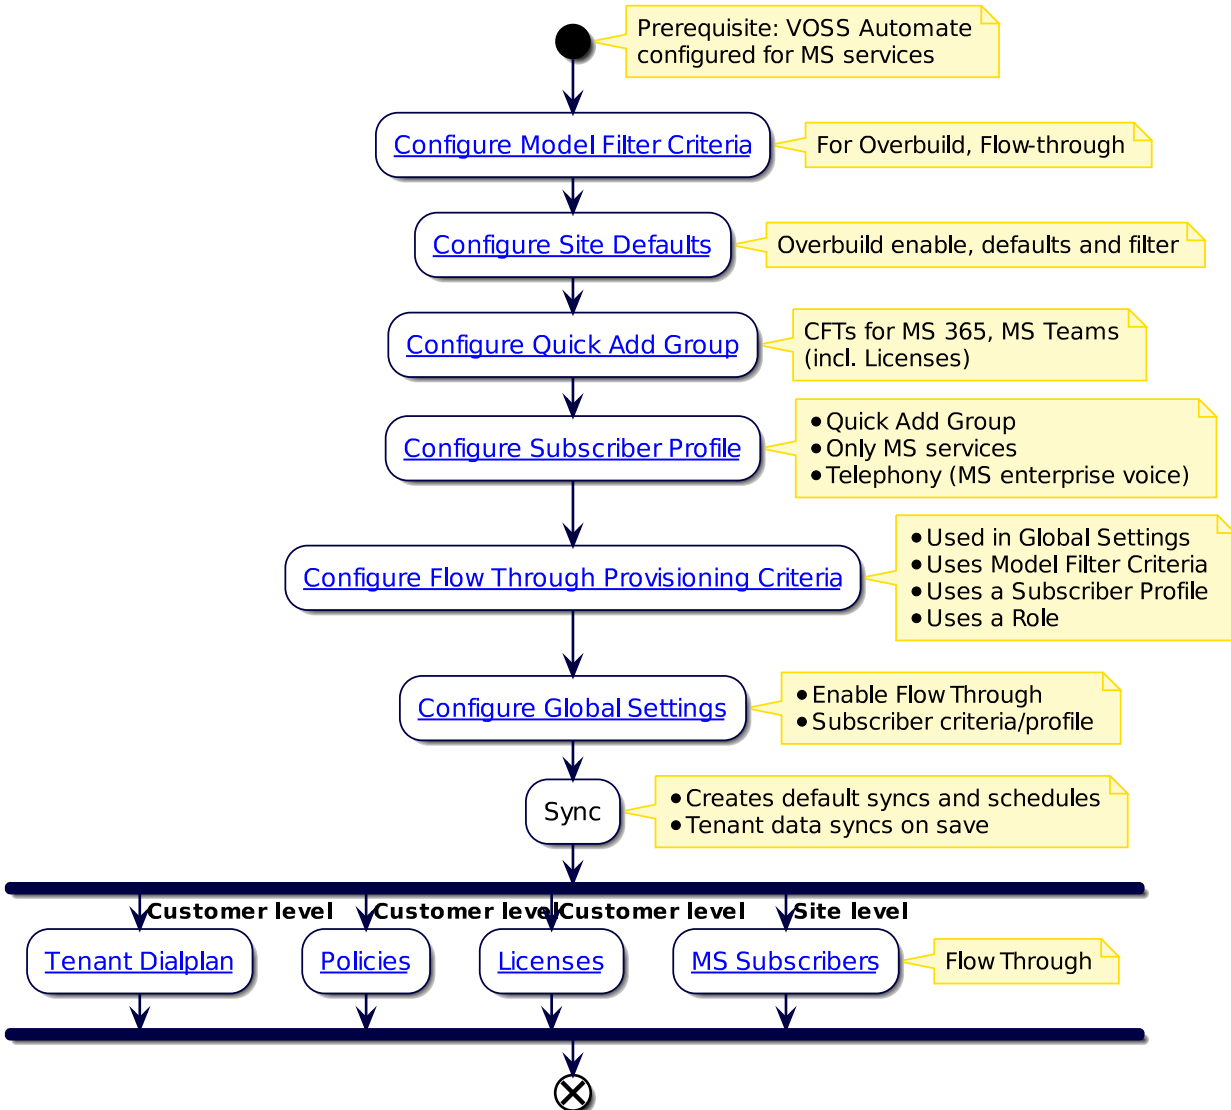 Prerequisite: VOSS Automate
configured for MS services
Configure Model Filter Criteria
For Overbuild, Flow-through
Configure Site Defaults
Overbuild enable, defaults and filter
Configure Quick Add Group
CFTs for MS 365, MS Teams
(incl. Licenses)
Configure Subscriber Profile
• Quick Add Group
• Only MS services
• Telephony (MS enterprise voice)
Configure Flow Through Provisioning Criteria
• Used in Global Settings
• Uses Model Filter Criteria
• Uses a Subscriber Profile
• Uses a Role
Configure Global Settings
• Enable Flow Through
• Subscriber criteria/profile
Sync
• Creates default syncs and schedules
• Tenant data syncs on save
Customer level
Customer level
Customer level
Site level
Tenant Dialplan
Policies
Licenses
MS Subscribers
Flow Through